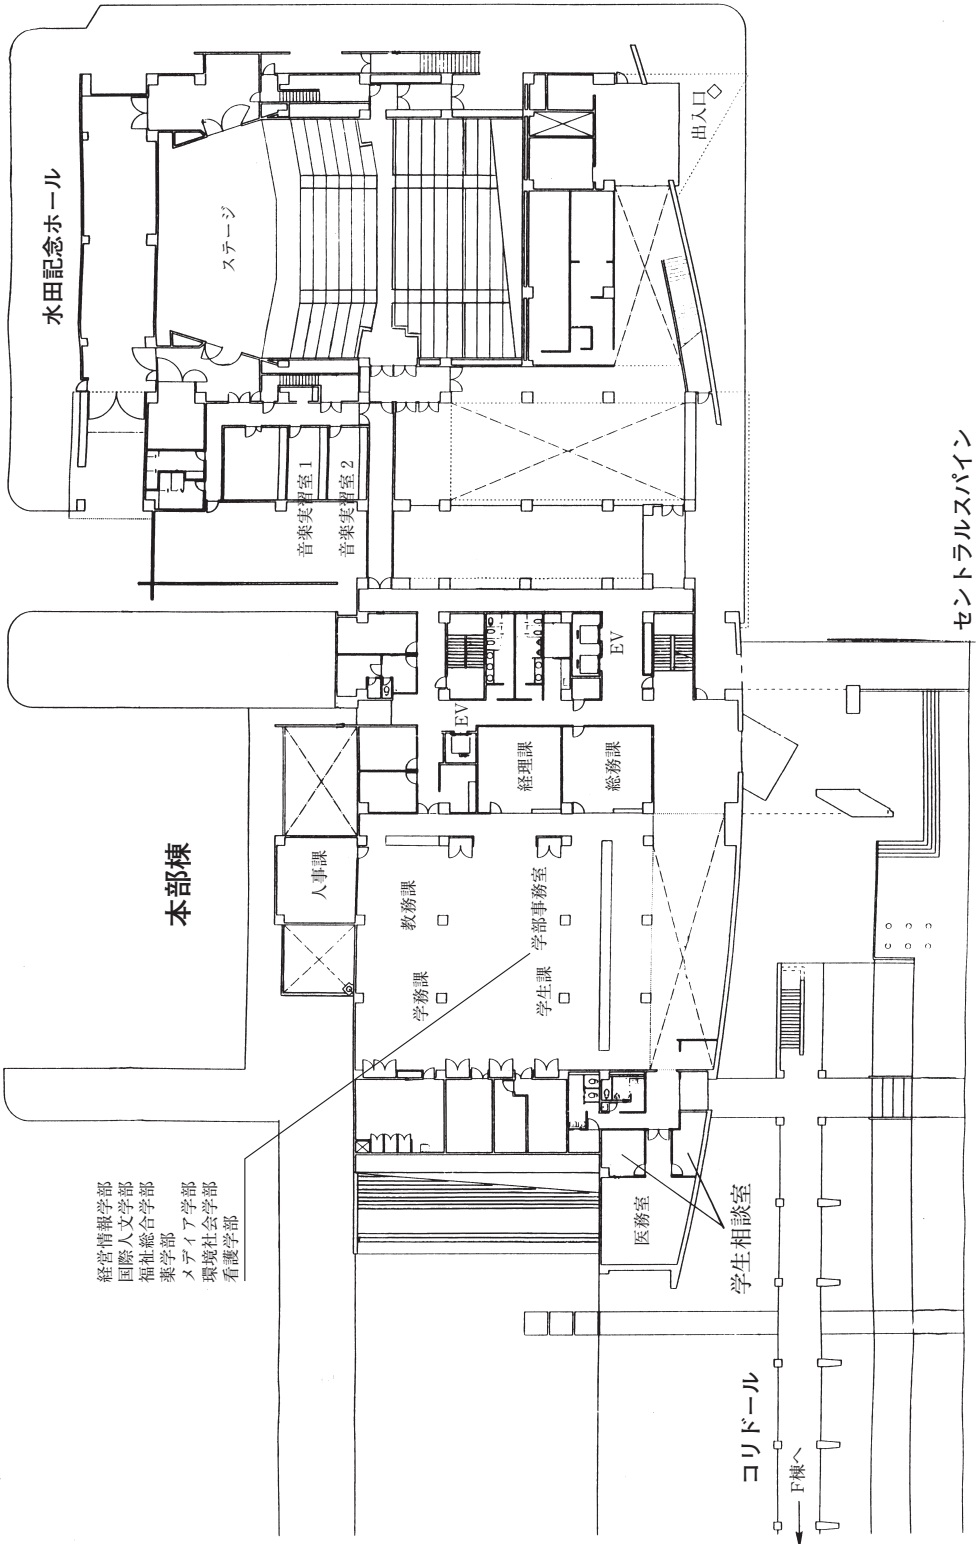 水田記念ホール
ステージ
出入口
音楽実習室1
音楽実習室2
セントラルスパイン
EV
EV
経理課
総務課
本部棟
人事課
教務課
学部事務室
学務課
学生課
経営情報学部
国際人文学部
福祉総合学部
薬学部
メディア学部
環境社会学部
看護学部
医務室
学生相談室
コリドール
F棟へ